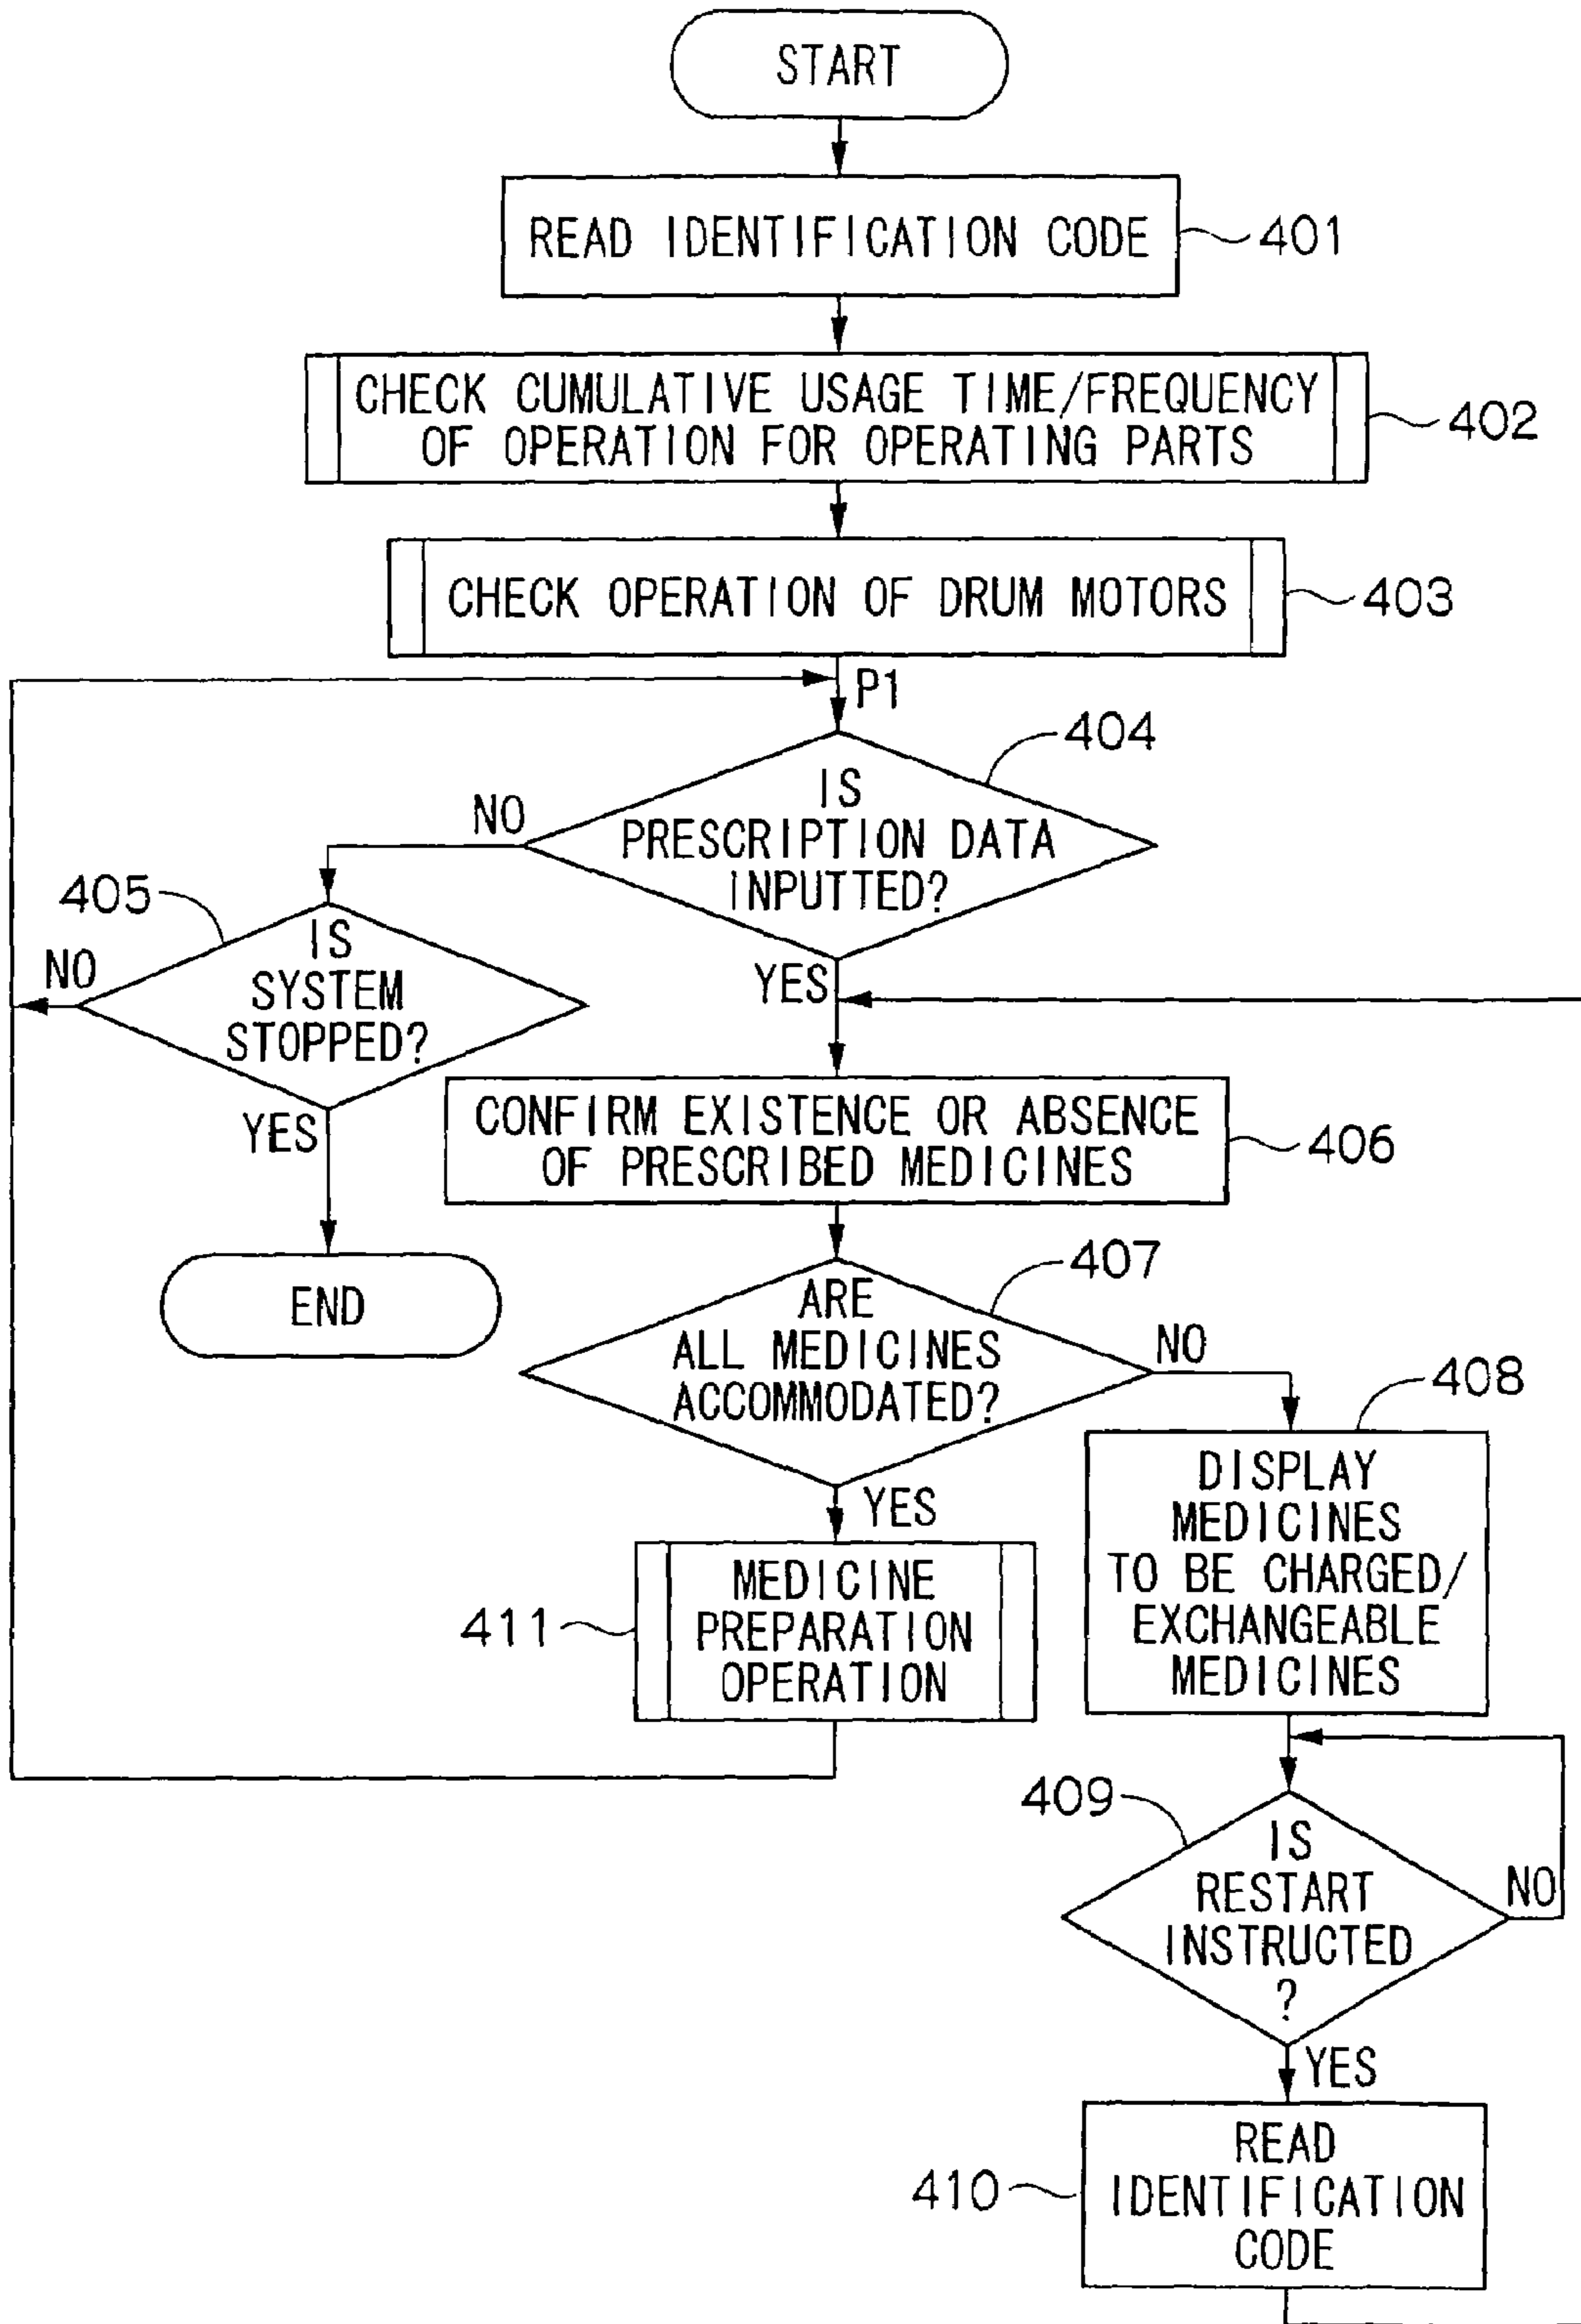 START
READ IDENTIFICATION CODE
401
CHECK CUMULATIVE USAGE TIME/FREQUENCY
OF OPERATION FOR OPERATING PARTS
402
CHECK OPERATION OF DRUM MOTORS
403
P1
404
IS
PRESCRIPTION DATA
INPUTTED?
NO
YES
405
IS
SYSTEM
STOPPED?
NO
YES
END
CONFIRM EXISTENCE OR ABSENCE
OF PRESCRIBED MEDICINES
406
407
ARE
ALL MEDICINES
ACCOMMODATED?
NO
YES
408
DISPLAY
MEDICINES
TO BE CHARGED/
EXCHANGEABLE
MEDICINES
411
MEDICINE
PREPARATION
OPERATION
409
IS
RESTART
INSTRUCTED
?
NO
YES
410
READ
IDENTIFICATION
CODE